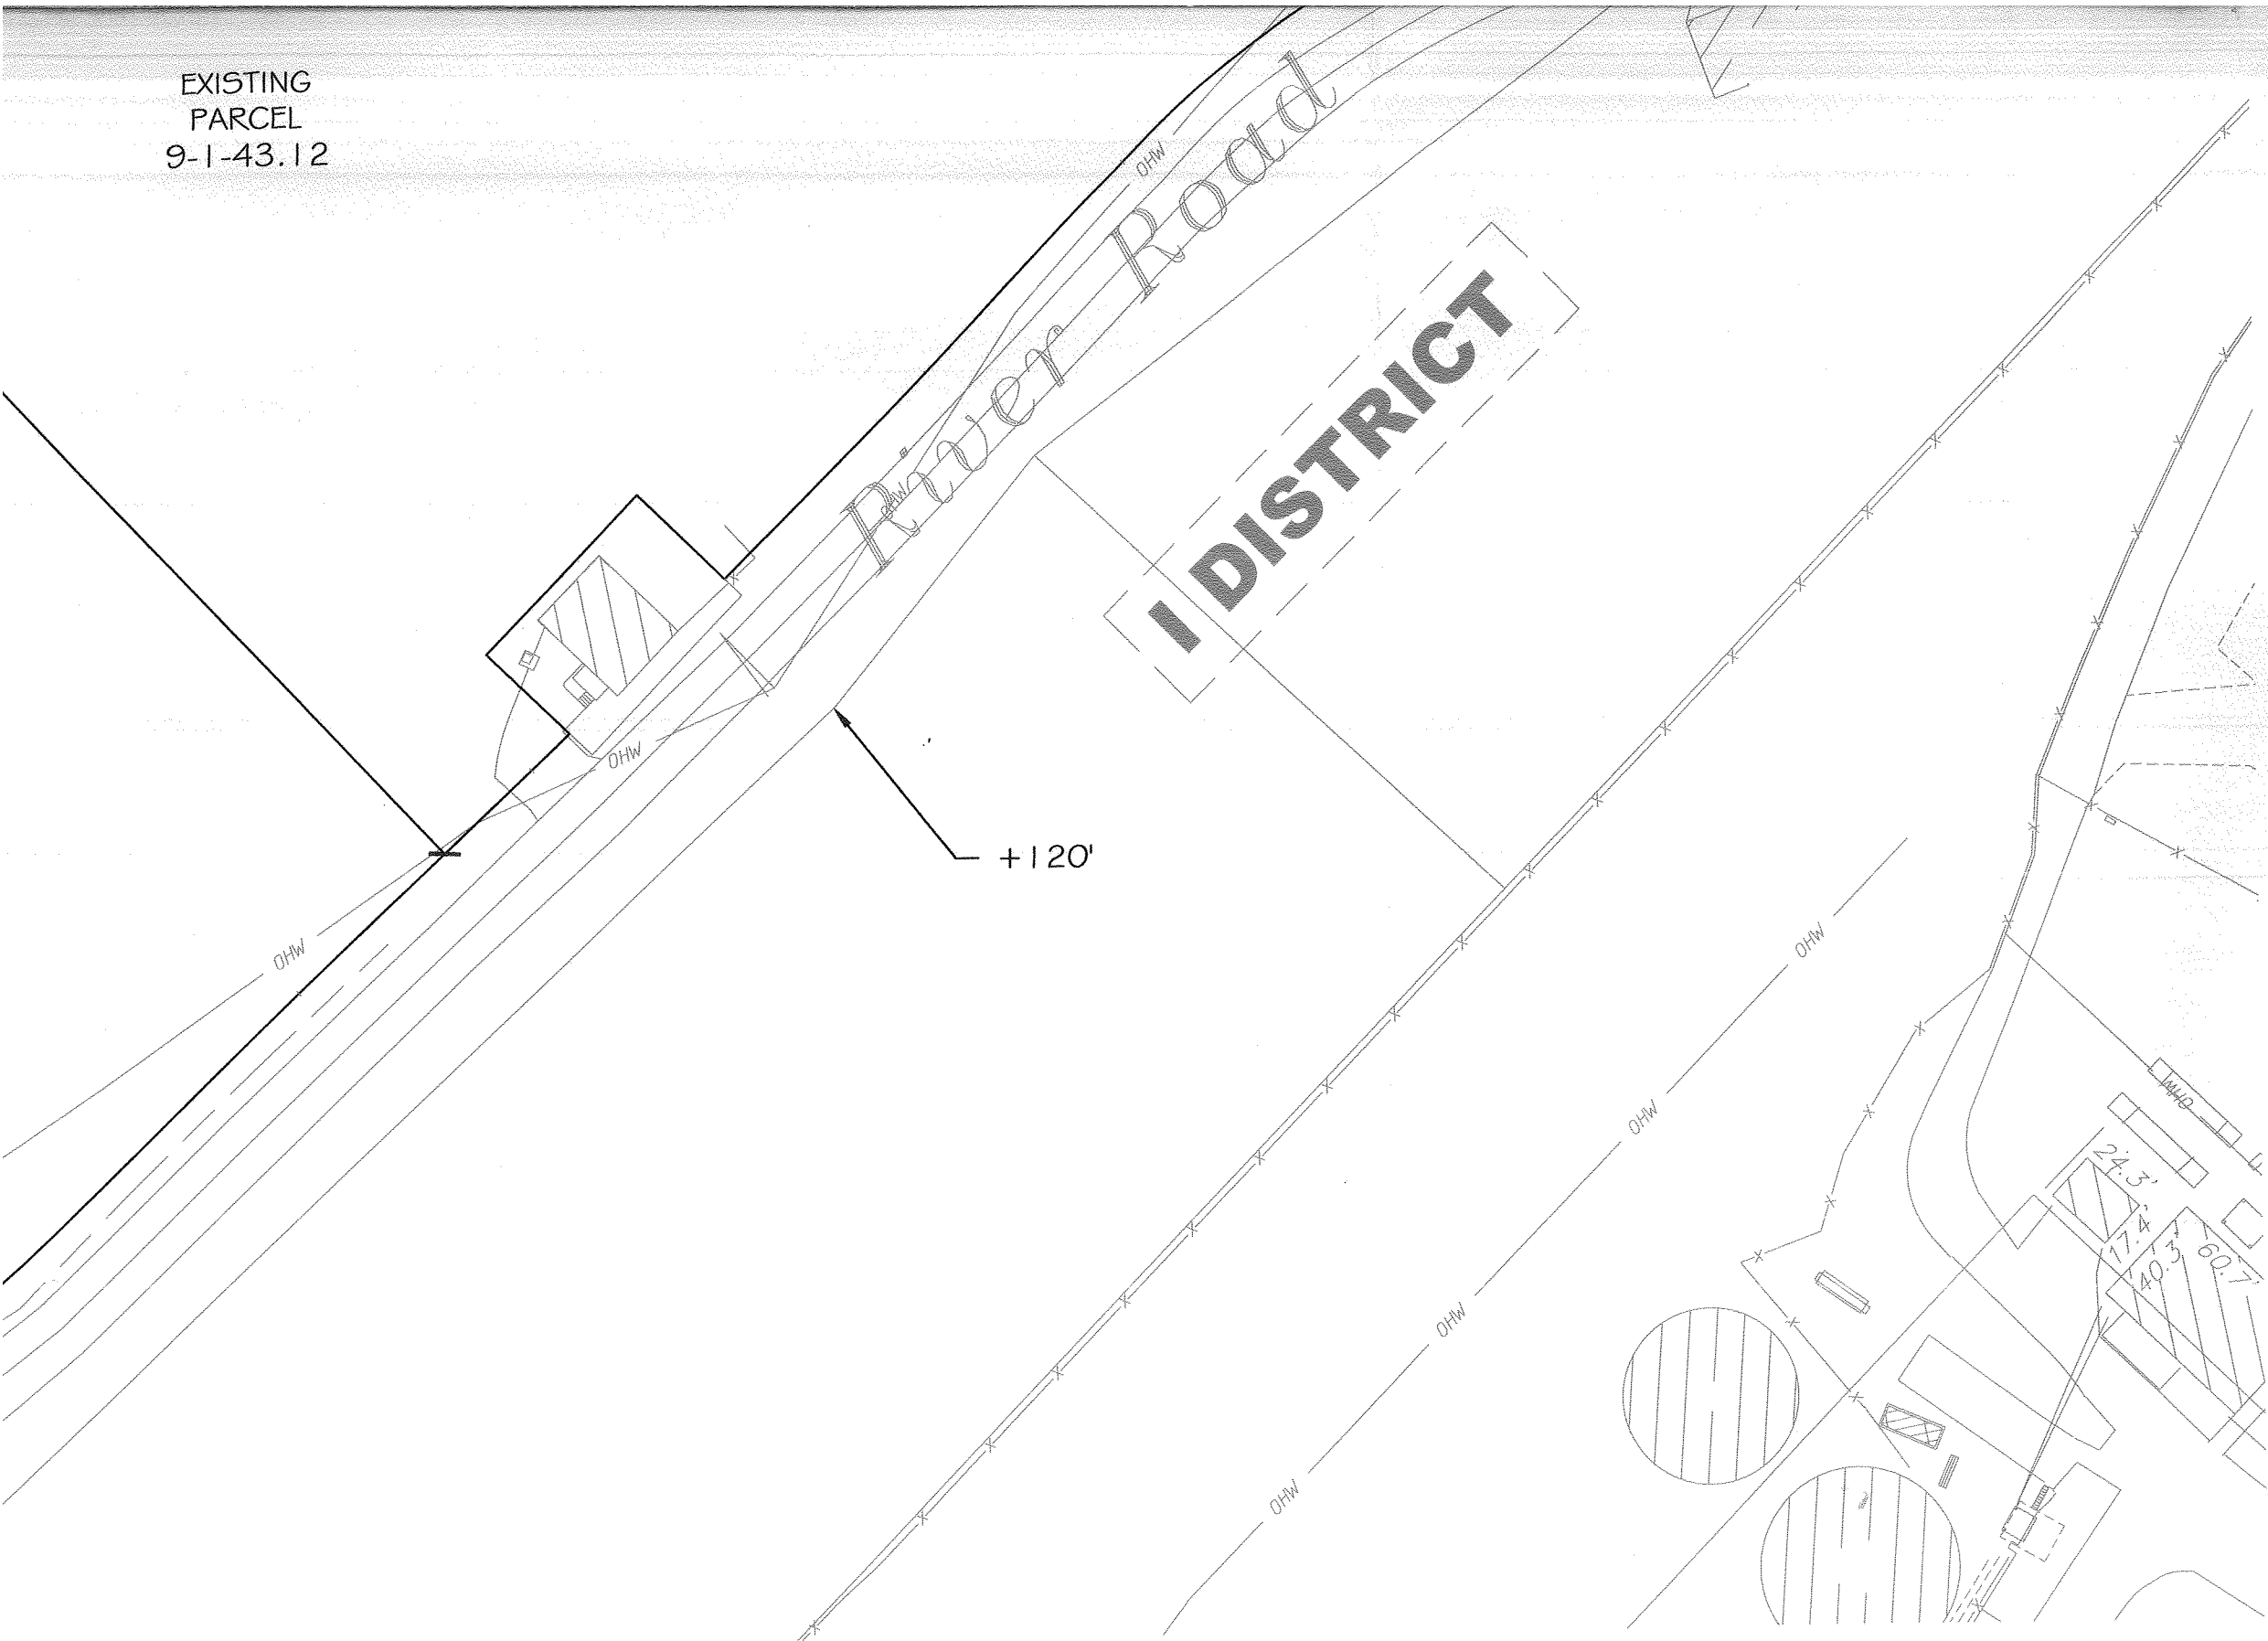 EXISTING
PARCEL
9-1-43.12
OHW
River Road
I DISTRICT
OHW
+120'
OHW
OHW
OHW
OHW
24.3'
17.4'
40.3'
60.7'
OHW
OHW